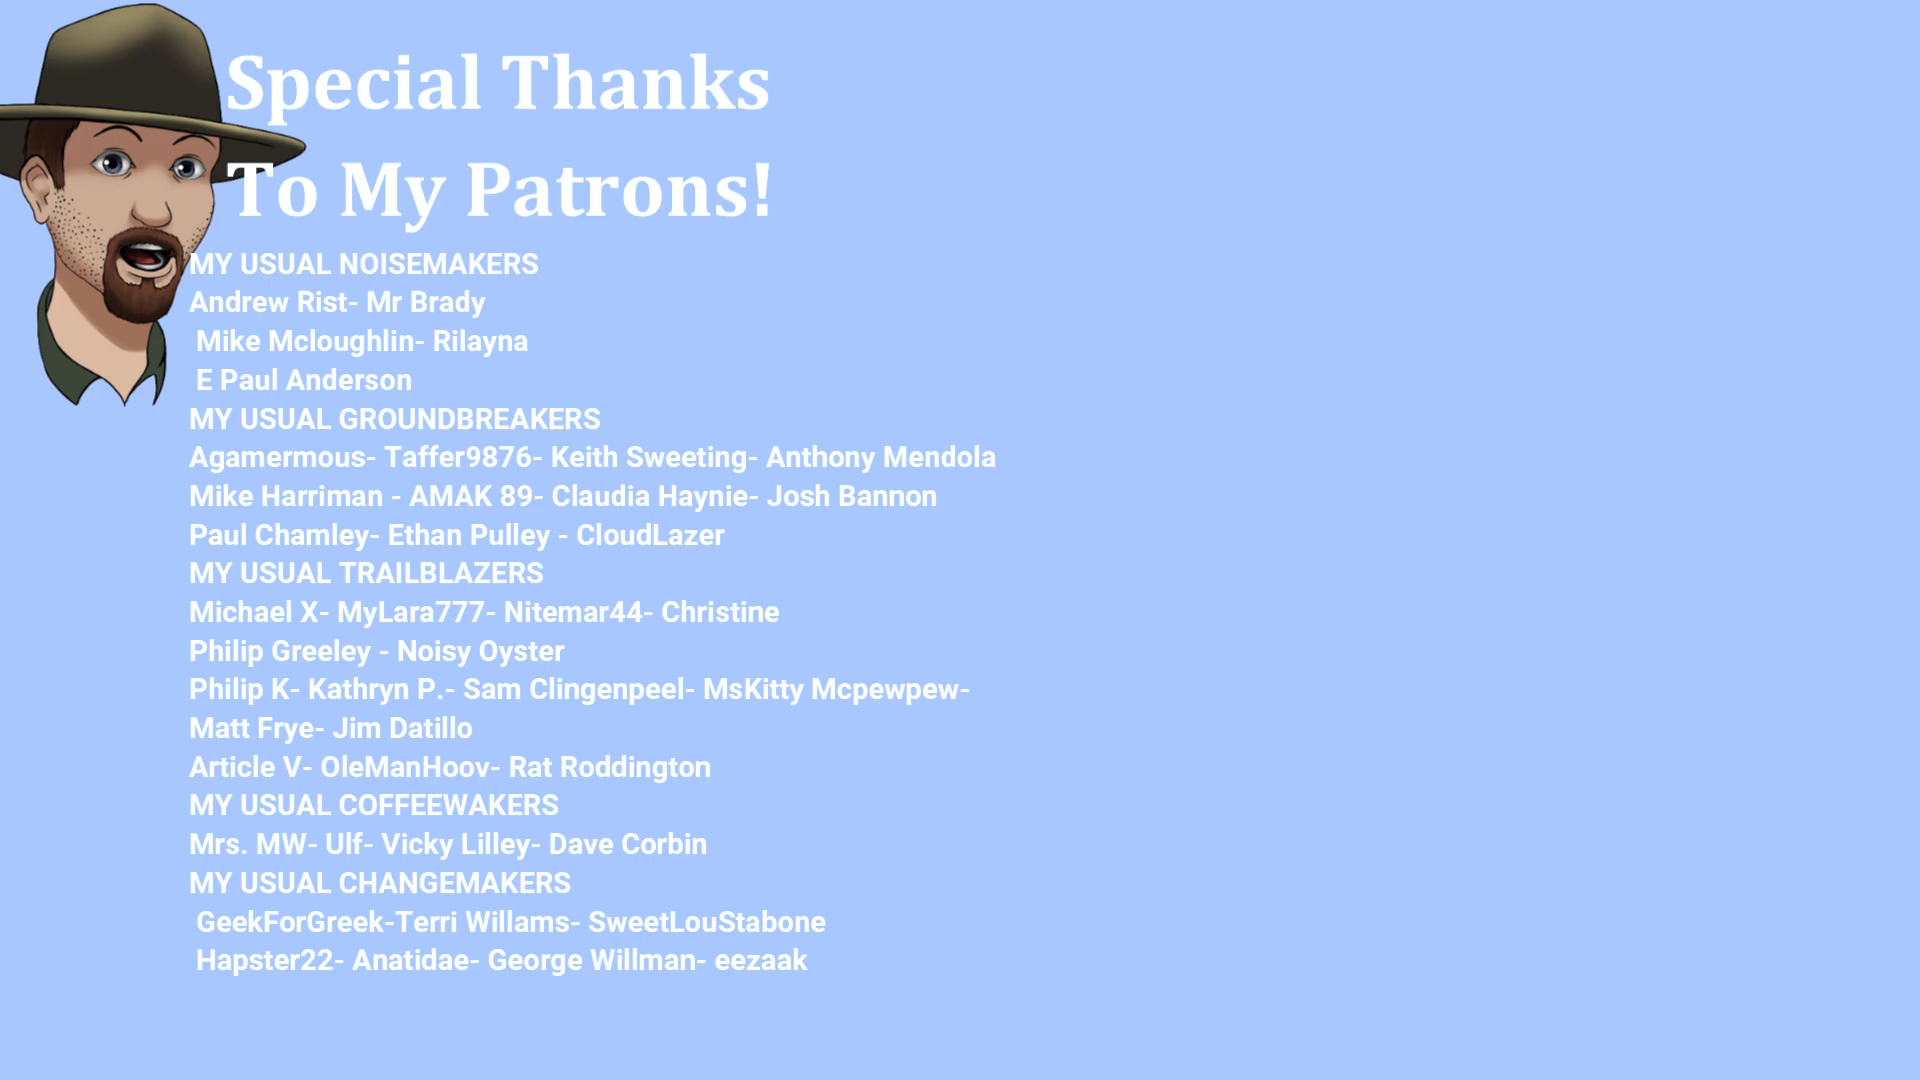 Special Thanks
To My Patrons!
MY USUAL NOISEMAKERS
Andrew Rist- Mr Brady
Mike Mcloughlin- Rilayna
E Paul Anderson
MY USUAL GROUNDBREAKERS
Agamermous- Taffer9876- Keith Sweeting- Anthony Mendola
Mike Harriman - AMAK 89- Claudia Haynie- Josh Bannon
Paul Chamley- Ethan Pulley - CloudLazer
MY USUAL TRAILBLAZERS
Michael X- MyLara777- Nitemar44- Christine
Philip Greeley - Noisy Oyster
Philip K- Kathryn P.- Sam Clingenpeel- MsKitty Mcpewpew-
Matt Frye- Jim Datillo
Article V- OleManHoov- Rat Roddington
MY USUAL COFFEEWAKERS
Mrs. MW- Ulf- Vicky Lilley- Dave Corbin
MY USUAL CHANGEMAKERS
GeekForGreek-Terri Willams- SweetLouStabone
Hapster22- Anatidae- George Willman- eezaak